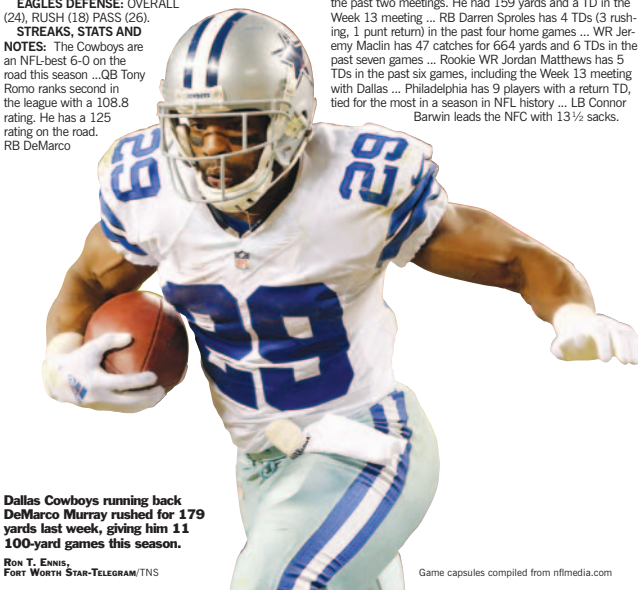 EAGLES DEFENSE: OVERALL
(24), RUSH (18) PASS (26).
STREAKS, STATS AND
NOTES: The Cowboys are
an NFL-best 6-0 on the
road this season ...QB Tony
Romo ranks second in
the league with a 108.8
rating. He has a 125
rating on the road.
RB DeMarco
the past two meetings. He had 159 yards and a TD in the
Week 13 meeting ... RB Darren Sproles has 4 TDs (3 rush-
ing, 1 punt return) in the past four home games ... WR Jer-
emy Maclin has 47 catches for 664 yards and 6 TDs in the
past seven games ... Rookie WR Jordan Matthews has 5
TDs in the past six games, including the Week 13 meeting
with Dallas ... Philadelphia has 9 players with a return TD,
tied for the most in a season in NFL history ... LB Connor
Barwin leads the NFC with 13 ½ sacks.
COWBOYS
29
29
29
Dallas Cowboys running back
DeMarco Murray rushed for 179
yards last week, giving him 11
100-yard games this season.
RON T. ENNIS,
FORT WORTH STAR-TELEGRAM/TNS
Game capsules compiled from nflmedia.com